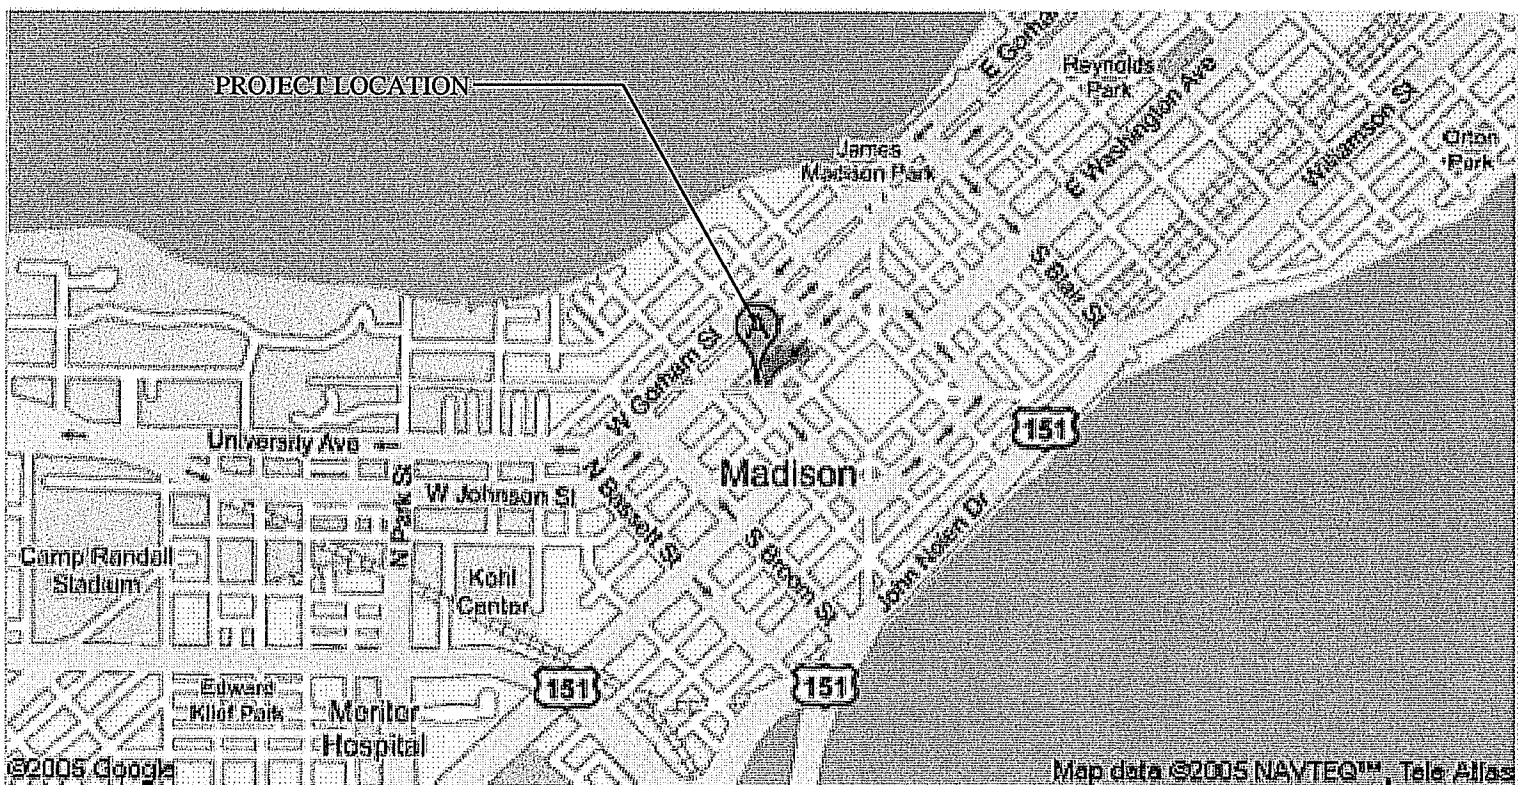 PROJECT LOCATION
E Gorham
Reynolds
Park
E Washington Ave
Williamson St
Orton
Park
James
Madison Park
S Blair St
A
W Gorham St
151
University Ave
Madison
N Bassett St
W Johnson St
N Park St
S Broom St
John Nolen Dr
Camp Randall
Stadium
Kohl
Center
151
151
Edward
Klief Park
Meriter
Hospital
©2005 Google
Map data ©2005 NAVTEQ™, Tele Atlas